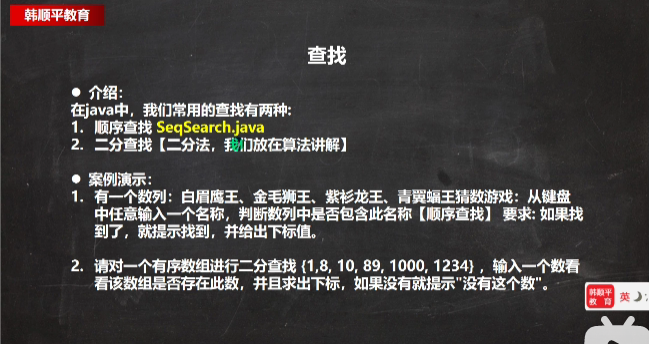 韩顺平教育
查找
● 介绍：
在java中，我们常用的查找有两种:
1. 顺序查找 SeqSearch.java
2. 二分查找【二分法，我们放在算法讲解】
● 案例演示：
1. 有一个数列：白眉鹰王、金毛狮王、紫衫龙王、青翼蝠王猜数游戏：从键盘
中任意输入一个名称，判断数列中是否包含此名称【顺序查找】 要求: 如果找
到了，就提示找到，并给出下标值。
2. 请对一个有序数组进行二分查找 {1,8, 10, 89, 1000, 1234} ，输入一个数看
看该数组是否存在此数，并且求出下标，如果没有就提示"没有这个数"。
韩顺平
教 育
英